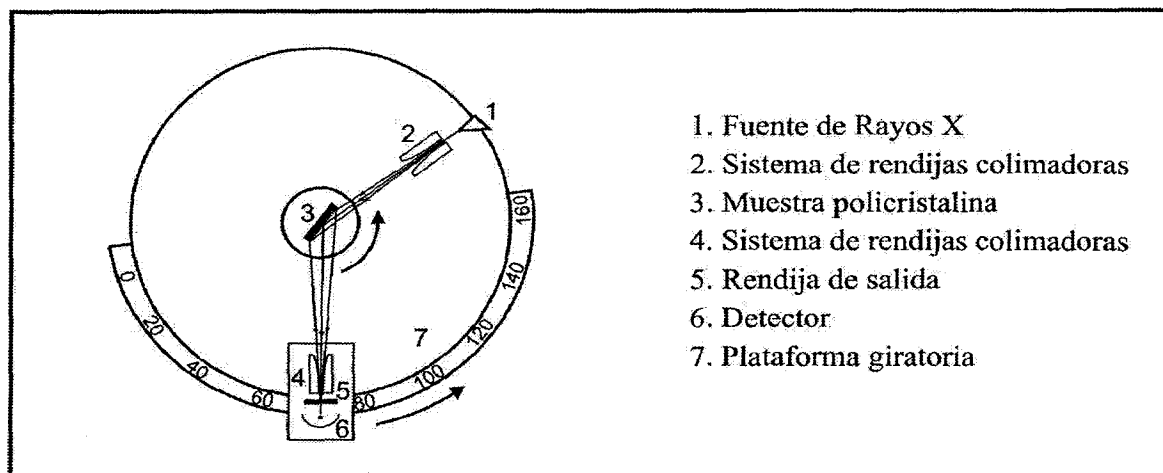 1
2
3
4
5
6
7
0
20
40
60
80
100
120
140
160
1. Fuente de Rayos X
2. Sistema de rendijas colimadoras
3. Muestra policristalina
4. Sistema de rendijas colimadoras
5. Rendija de salida
6. Detector
7. Plataforma giratoria